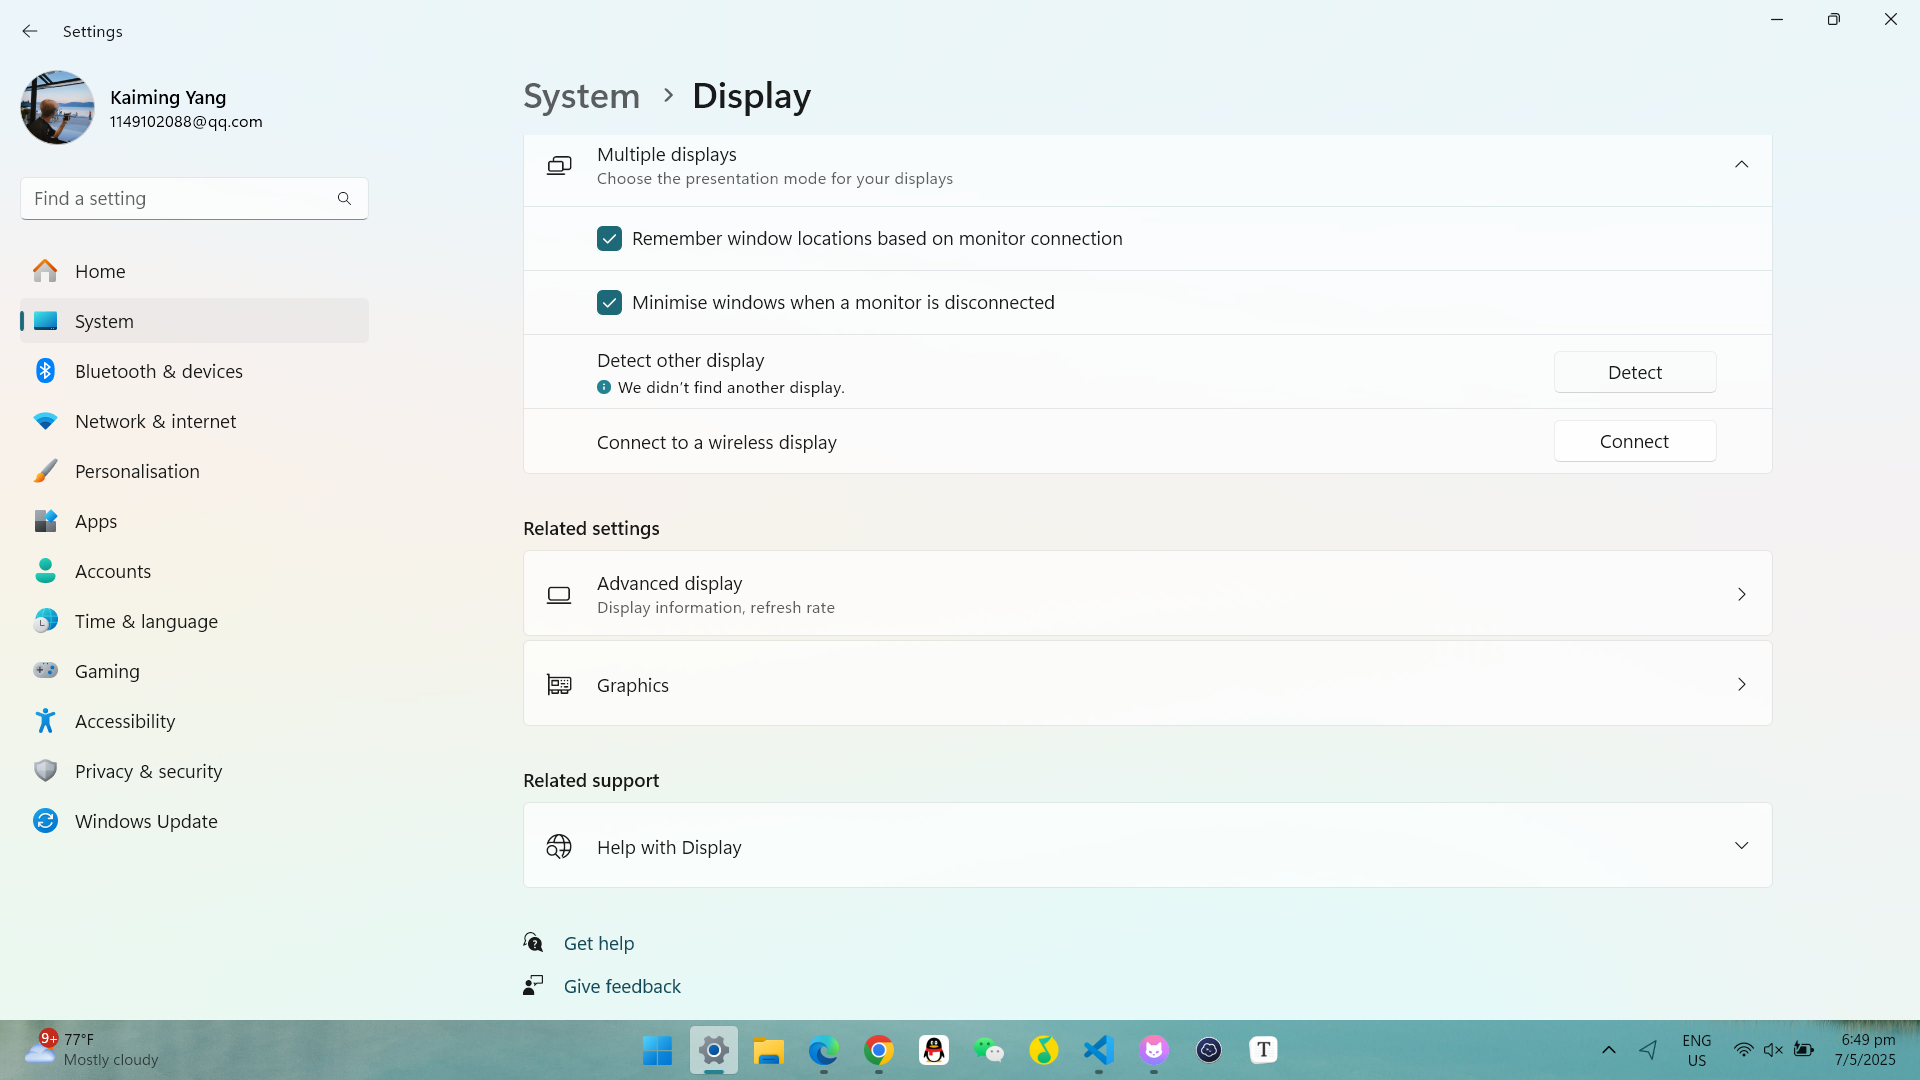 Settings
Kaiming Yang
1149102088@qq.com
Find a setting
Home
System
Bluetooth & devices
Network & internet
Personalisation
Apps
Accounts
Time & language
Gaming
Accessibility
Privacy & security
Windows Update
System > Display
Multiple displays
Choose the presentation mode for your displays
Remember window locations based on monitor connection
Minimise windows when a monitor is disconnected
Detect other display
We didn't find another display.
Detect
Connect to a wireless display
Connect
Related settings
Advanced display
Display information, refresh rate
Graphics
Related support
Help with Display
Get help
Give feedback
9+
77°F
Mostly cloudy
T
ENG
US
6:49 pm
7/5/2025